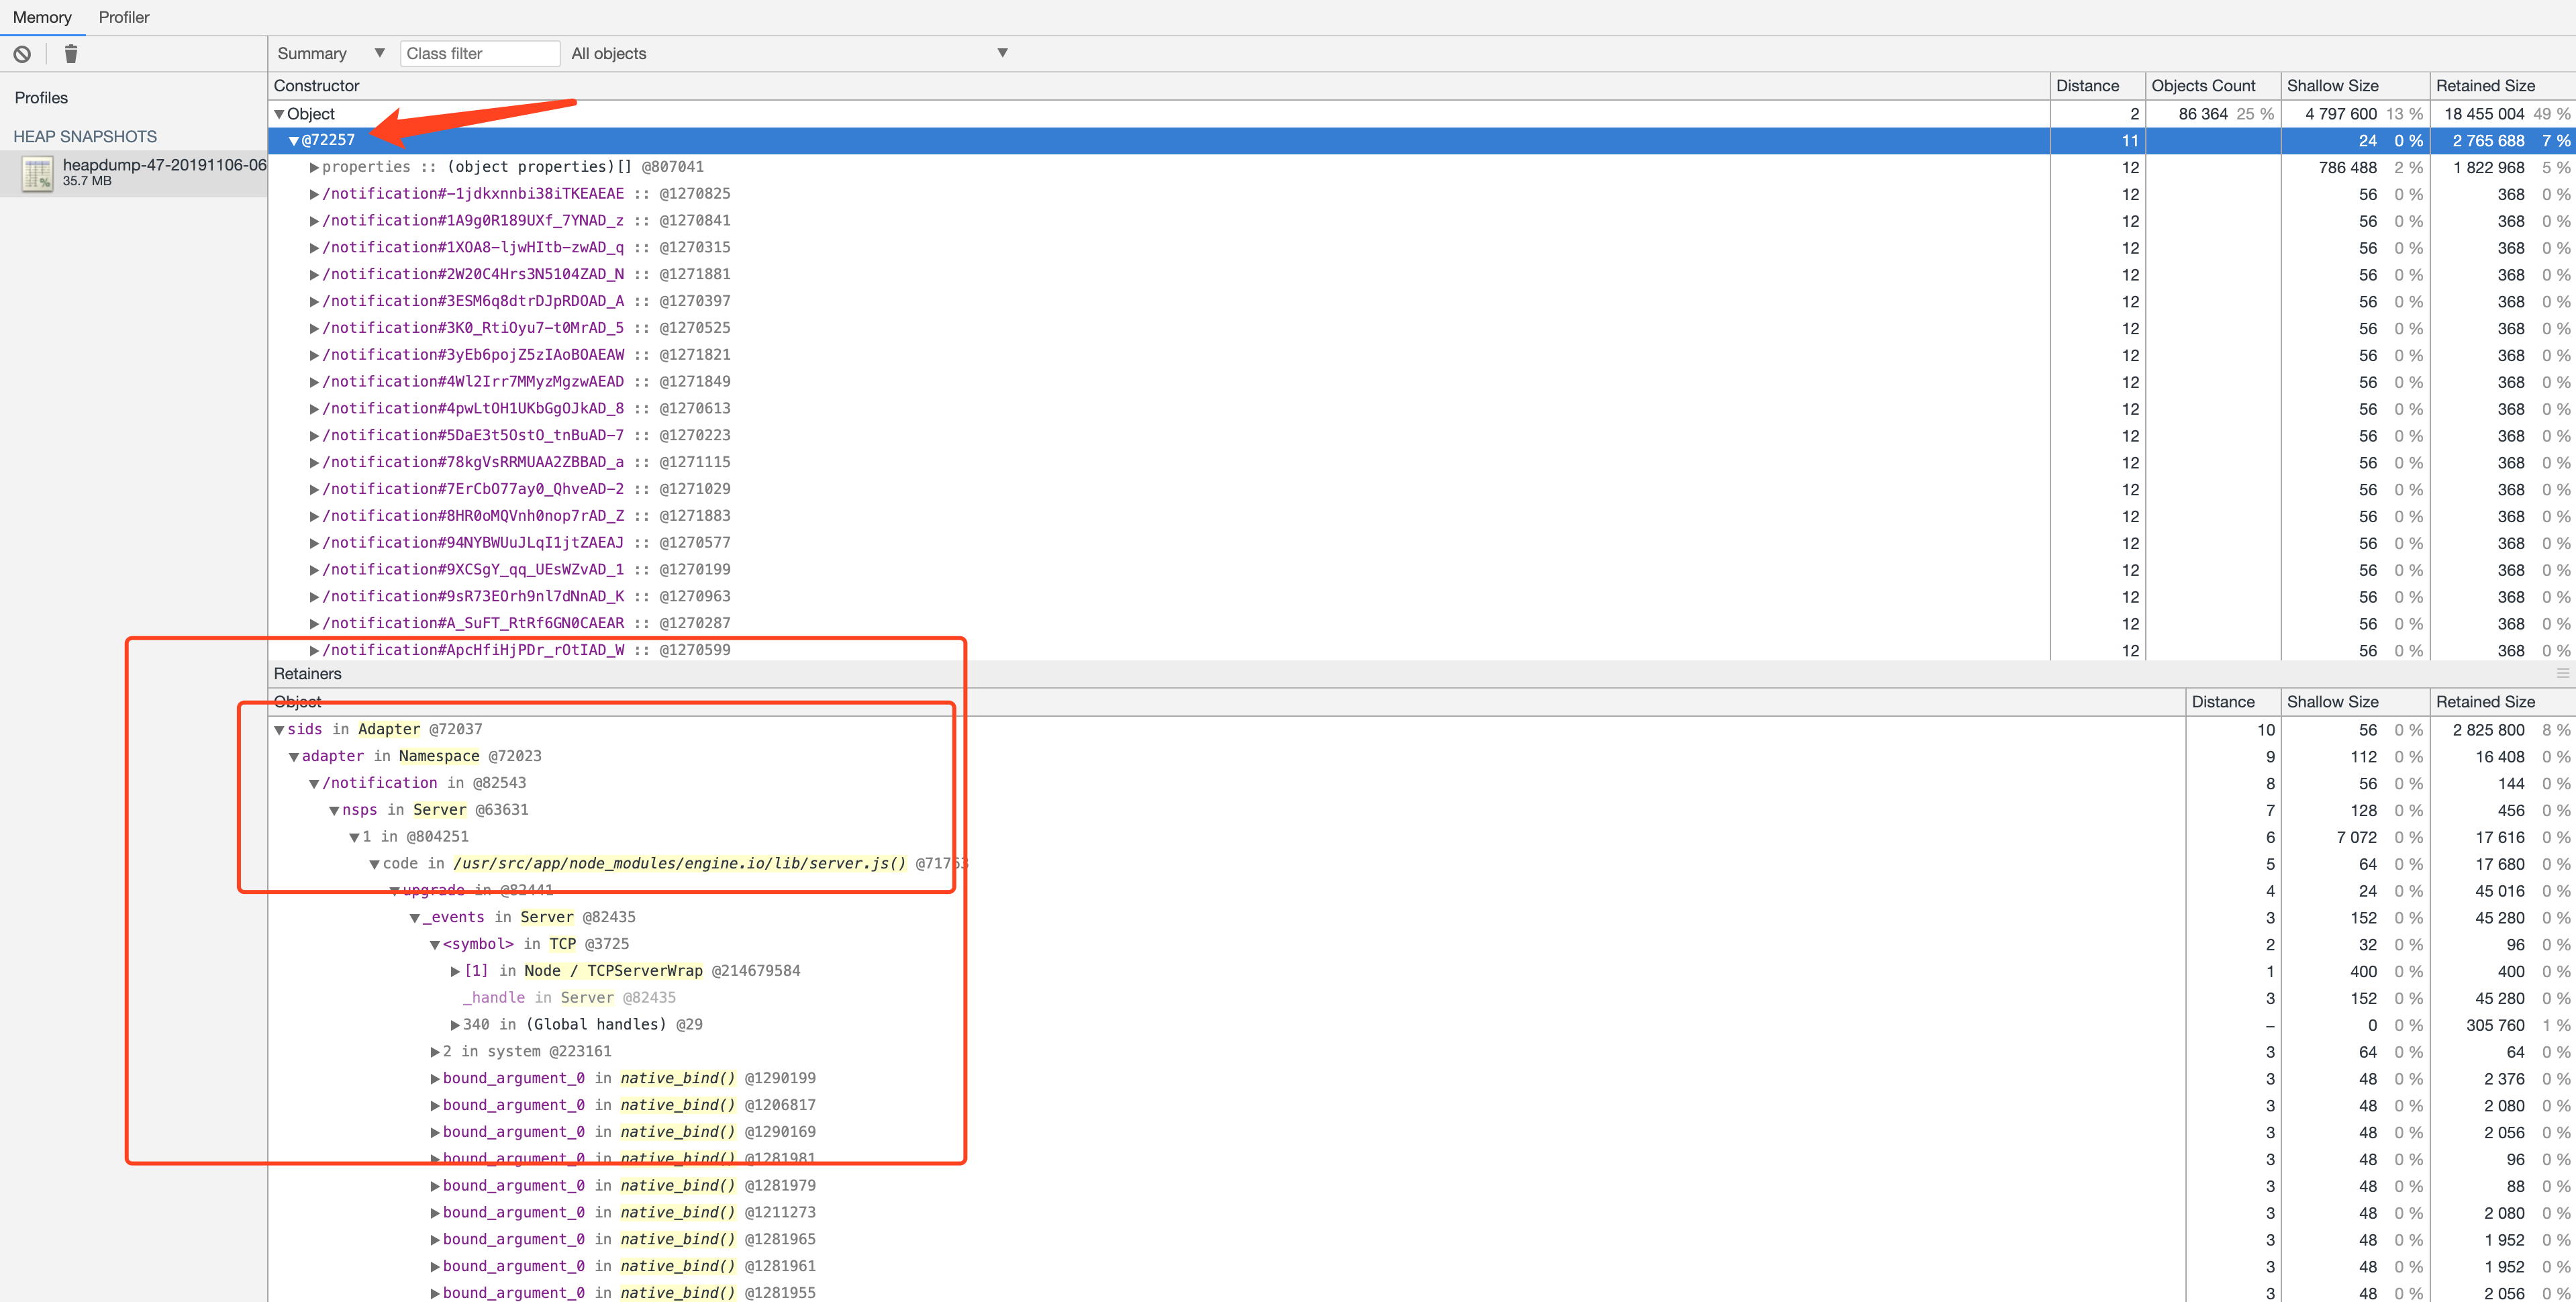 Memory Profiler
Summary ▼ Class filter All objects ▼
Profiles
HEAP SNAPSHOTS
heapdump-47-20191106-06
35.7 MB
Constructor Distance Objects Count Shallow Size Retained Size
▼Object 2 86 364 25 % 4 797 600 13 % 18 455 004 49 %
▼@72257 11 24 0 % 2 765 688 7 %
▶properties :: (object properties)[] @807041 12 786 488 2 % 1 822 968 5 %
▶/notification#-1jdkxnnbi38iTKEAEAE :: @1270825 12 56 0 % 368 0 %
▶/notification#1A9g0R189UXf_7YNAD_z :: @1270841 12 56 0 % 368 0 %
▶/notification#1XOA8-ljwHItb-zwAD_q :: @1270315 12 56 0 % 368 0 %
▶/notification#2W20C4Hrs3N5104ZAD_N :: @1271881 12 56 0 % 368 0 %
▶/notification#3ESM6q8dtrDJpRDOAD_A :: @1270397 12 56 0 % 368 0 %
▶/notification#3K0_RtiOyu7-t0MrAD_5 :: @1270525 12 56 0 % 368 0 %
▶/notification#3yEb6pojZ5zIAoBOAEAW :: @1271821 12 56 0 % 368 0 %
▶/notification#4Wl2Irr7MMyzMgzwAEAD :: @1271849 12 56 0 % 368 0 %
▶/notification#4pwLtOH1UKbGgOJkAD_8 :: @1270613 12 56 0 % 368 0 %
▶/notification#5DaE3t5OstO_tnBuAD-7 :: @1270223 12 56 0 % 368 0 %
▶/notification#78kgVsRRMUAA2ZBBAD_a :: @1271115 12 56 0 % 368 0 %
▶/notification#7ErCbO77ay0_QhveAD-2 :: @1271029 12 56 0 % 368 0 %
▶/notification#8HR0oMQVnh0nop7rAD_Z :: @1271883 12 56 0 % 368 0 %
▶/notification#94NYBWUuJLqI1jtZAEAJ :: @1270577 12 56 0 % 368 0 %
▶/notification#9XCSgY_qq_UEsWZvAD_1 :: @1270199 12 56 0 % 368 0 %
▶/notification#9sR73EOrh9nl7dNnAD_K :: @1270963 12 56 0 % 368 0 %
▶/notification#A_SuFT_RtRf6GN0CAEAR :: @1270287 12 56 0 % 368 0 %
▶/notification#ApcHfiHjPDr_rOtIAD_W :: @1270599 12 56 0 % 368 0 %
Retainers
Object Distance Shallow Size Retained Size
▼sids in Adapter @72037 10 56 0 % 2 825 800 8 %
▼adapter in Namespace @72023 9 112 0 % 16 408 0 %
▼/notification in @82543 8 56 0 % 144 0 %
▼nsps in Server @63631 7 128 0 % 456 0 %
▼1 in @804251 6 7 072 0 % 17 616 0 %
▼code in /usr/src/app/node_modules/engine.io/lib/server.js() @71763 5 64 0 % 17 680 0 %
▼upgrade in @82441 4 24 0 % 45 016 0 %
▼_events in Server @82435 3 152 0 % 45 280 0 %
▼<symbol> in TCP @3725 2 32 0 % 96 0 %
▶[1] in Node / TCPServerWrap @214679584 1 400 0 % 400 0 %
_handle in Server @82435 3 152 0 % 45 280 0 %
▶340 in (Global handles) @29 – 0 0 % 305 760 1 %
▶2 in system @223161 3 64 0 % 64 0 %
▶bound_argument_0 in native_bind() @1290199 3 48 0 % 2 376 0 %
▶bound_argument_0 in native_bind() @1206817 3 48 0 % 2 080 0 %
▶bound_argument_0 in native_bind() @1290169 3 48 0 % 2 056 0 %
▶bound_argument_0 in native_bind() @1281981 3 48 0 % 96 0 %
▶bound_argument_0 in native_bind() @1281979 3 48 0 % 88 0 %
▶bound_argument_0 in native_bind() @1211273 3 48 0 % 2 080 0 %
▶bound_argument_0 in native_bind() @1281965 3 48 0 % 1 952 0 %
▶bound_argument_0 in native_bind() @1281961 3 48 0 % 1 952 0 %
▶bound_argument_0 in native_bind() @1281955 3 48 0 % 2 056 0 %